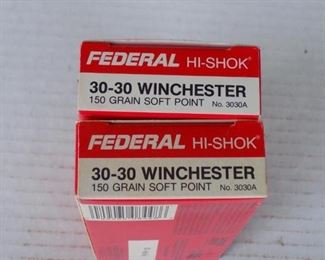 FEDERAL HI-SHOK®
30-30 WINCHESTER
150 GRAIN SOFT POINT No. 3030A
FEDERAL HI-SHOK®
30-30 WINCHESTER
150 GRAIN SOFT POINT No. 3030A